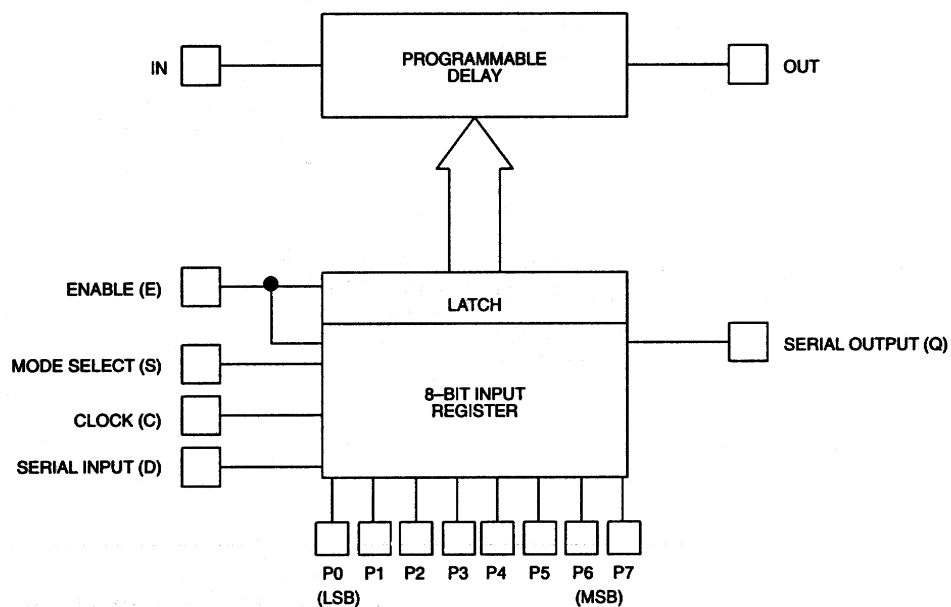 IN
PROGRAMMABLE
DELAY
OUT
ENABLE (E)
LATCH
MODE SELECT (S)
SERIAL OUTPUT (Q)
8–BIT INPUT
REGISTER
CLOCK (C)
SERIAL INPUT (D)
P0 P1 P2 P3 P4 P5 P6 P7
(LSB) (MSB)